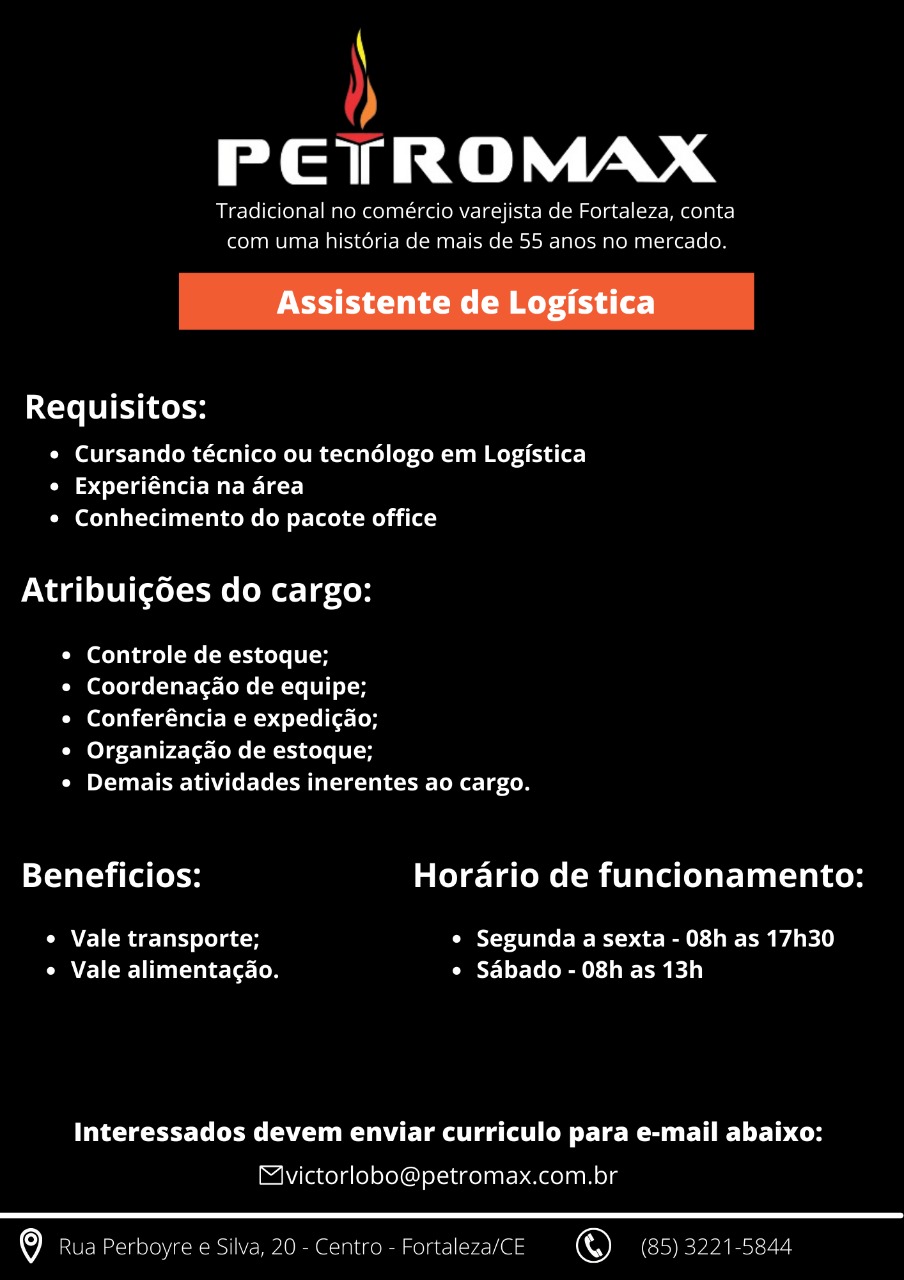 PETROMAX
Tradicional no comércio varejista de Fortaleza, conta
com uma história de mais de 55 anos no mercado.
Assistente de Logística
Requisitos:
• Cursando técnico ou tecnólogo em Logística
• Experiência na área
• Conhecimento do pacote office
Atribuições do cargo:
• Controle de estoque;
• Coordenação de equipe;
• Conferência e expedição;
• Organização de estoque;
• Demais atividades inerentes ao cargo.
Beneficios:
• Vale transporte;
• Vale alimentação.
Horário de funcionamento:
• Segunda a sexta - 08h as 17h30
• Sábado - 08h as 13h
Interessados devem enviar curriculo para e-mail abaixo:
victorlobo@petromax.com.br
Rua Perboyre e Silva, 20 - Centro - Fortaleza/CE
(85) 3221-5844